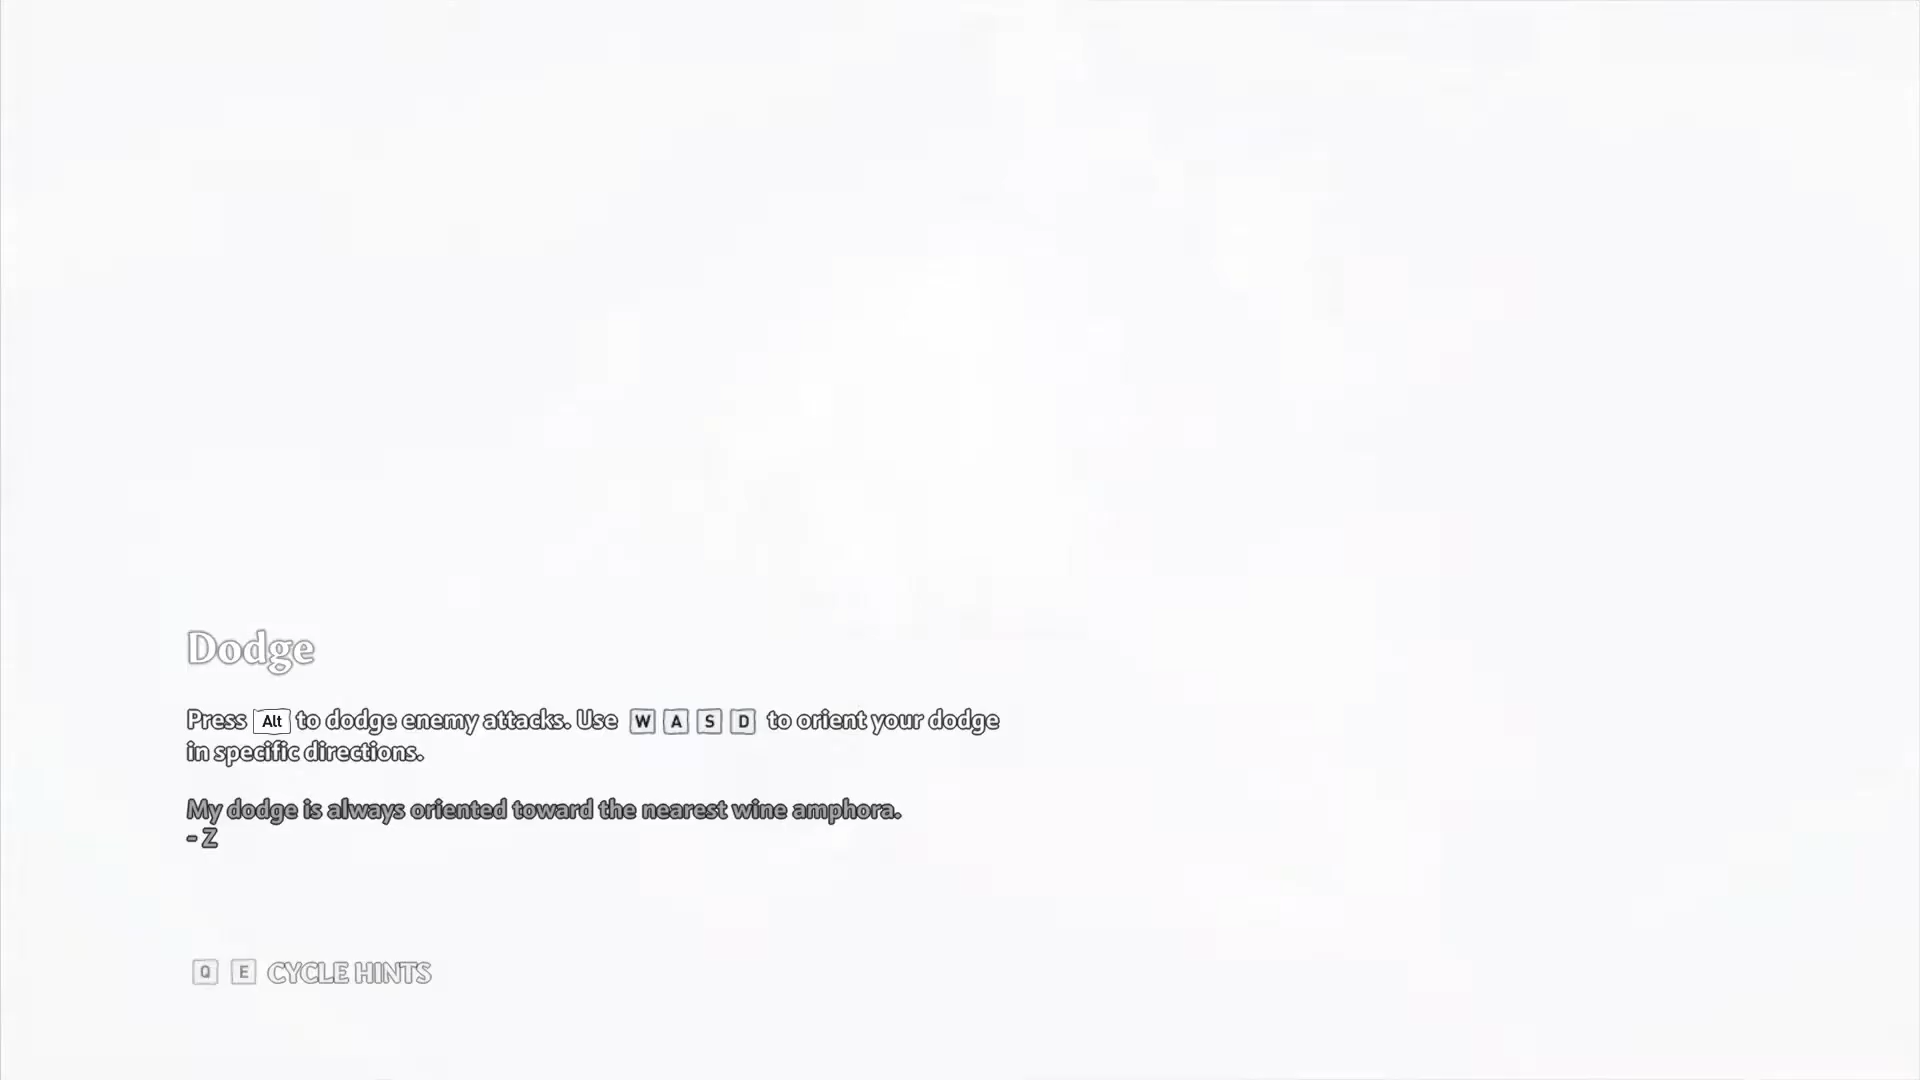 Dodge
Press Alt to dodge enemy attacks. Use W A S D to orient your dodge
in specific directions.
My dodge is always oriented toward the nearest wine amphora.
- Z
Q E CYCLE HINTS